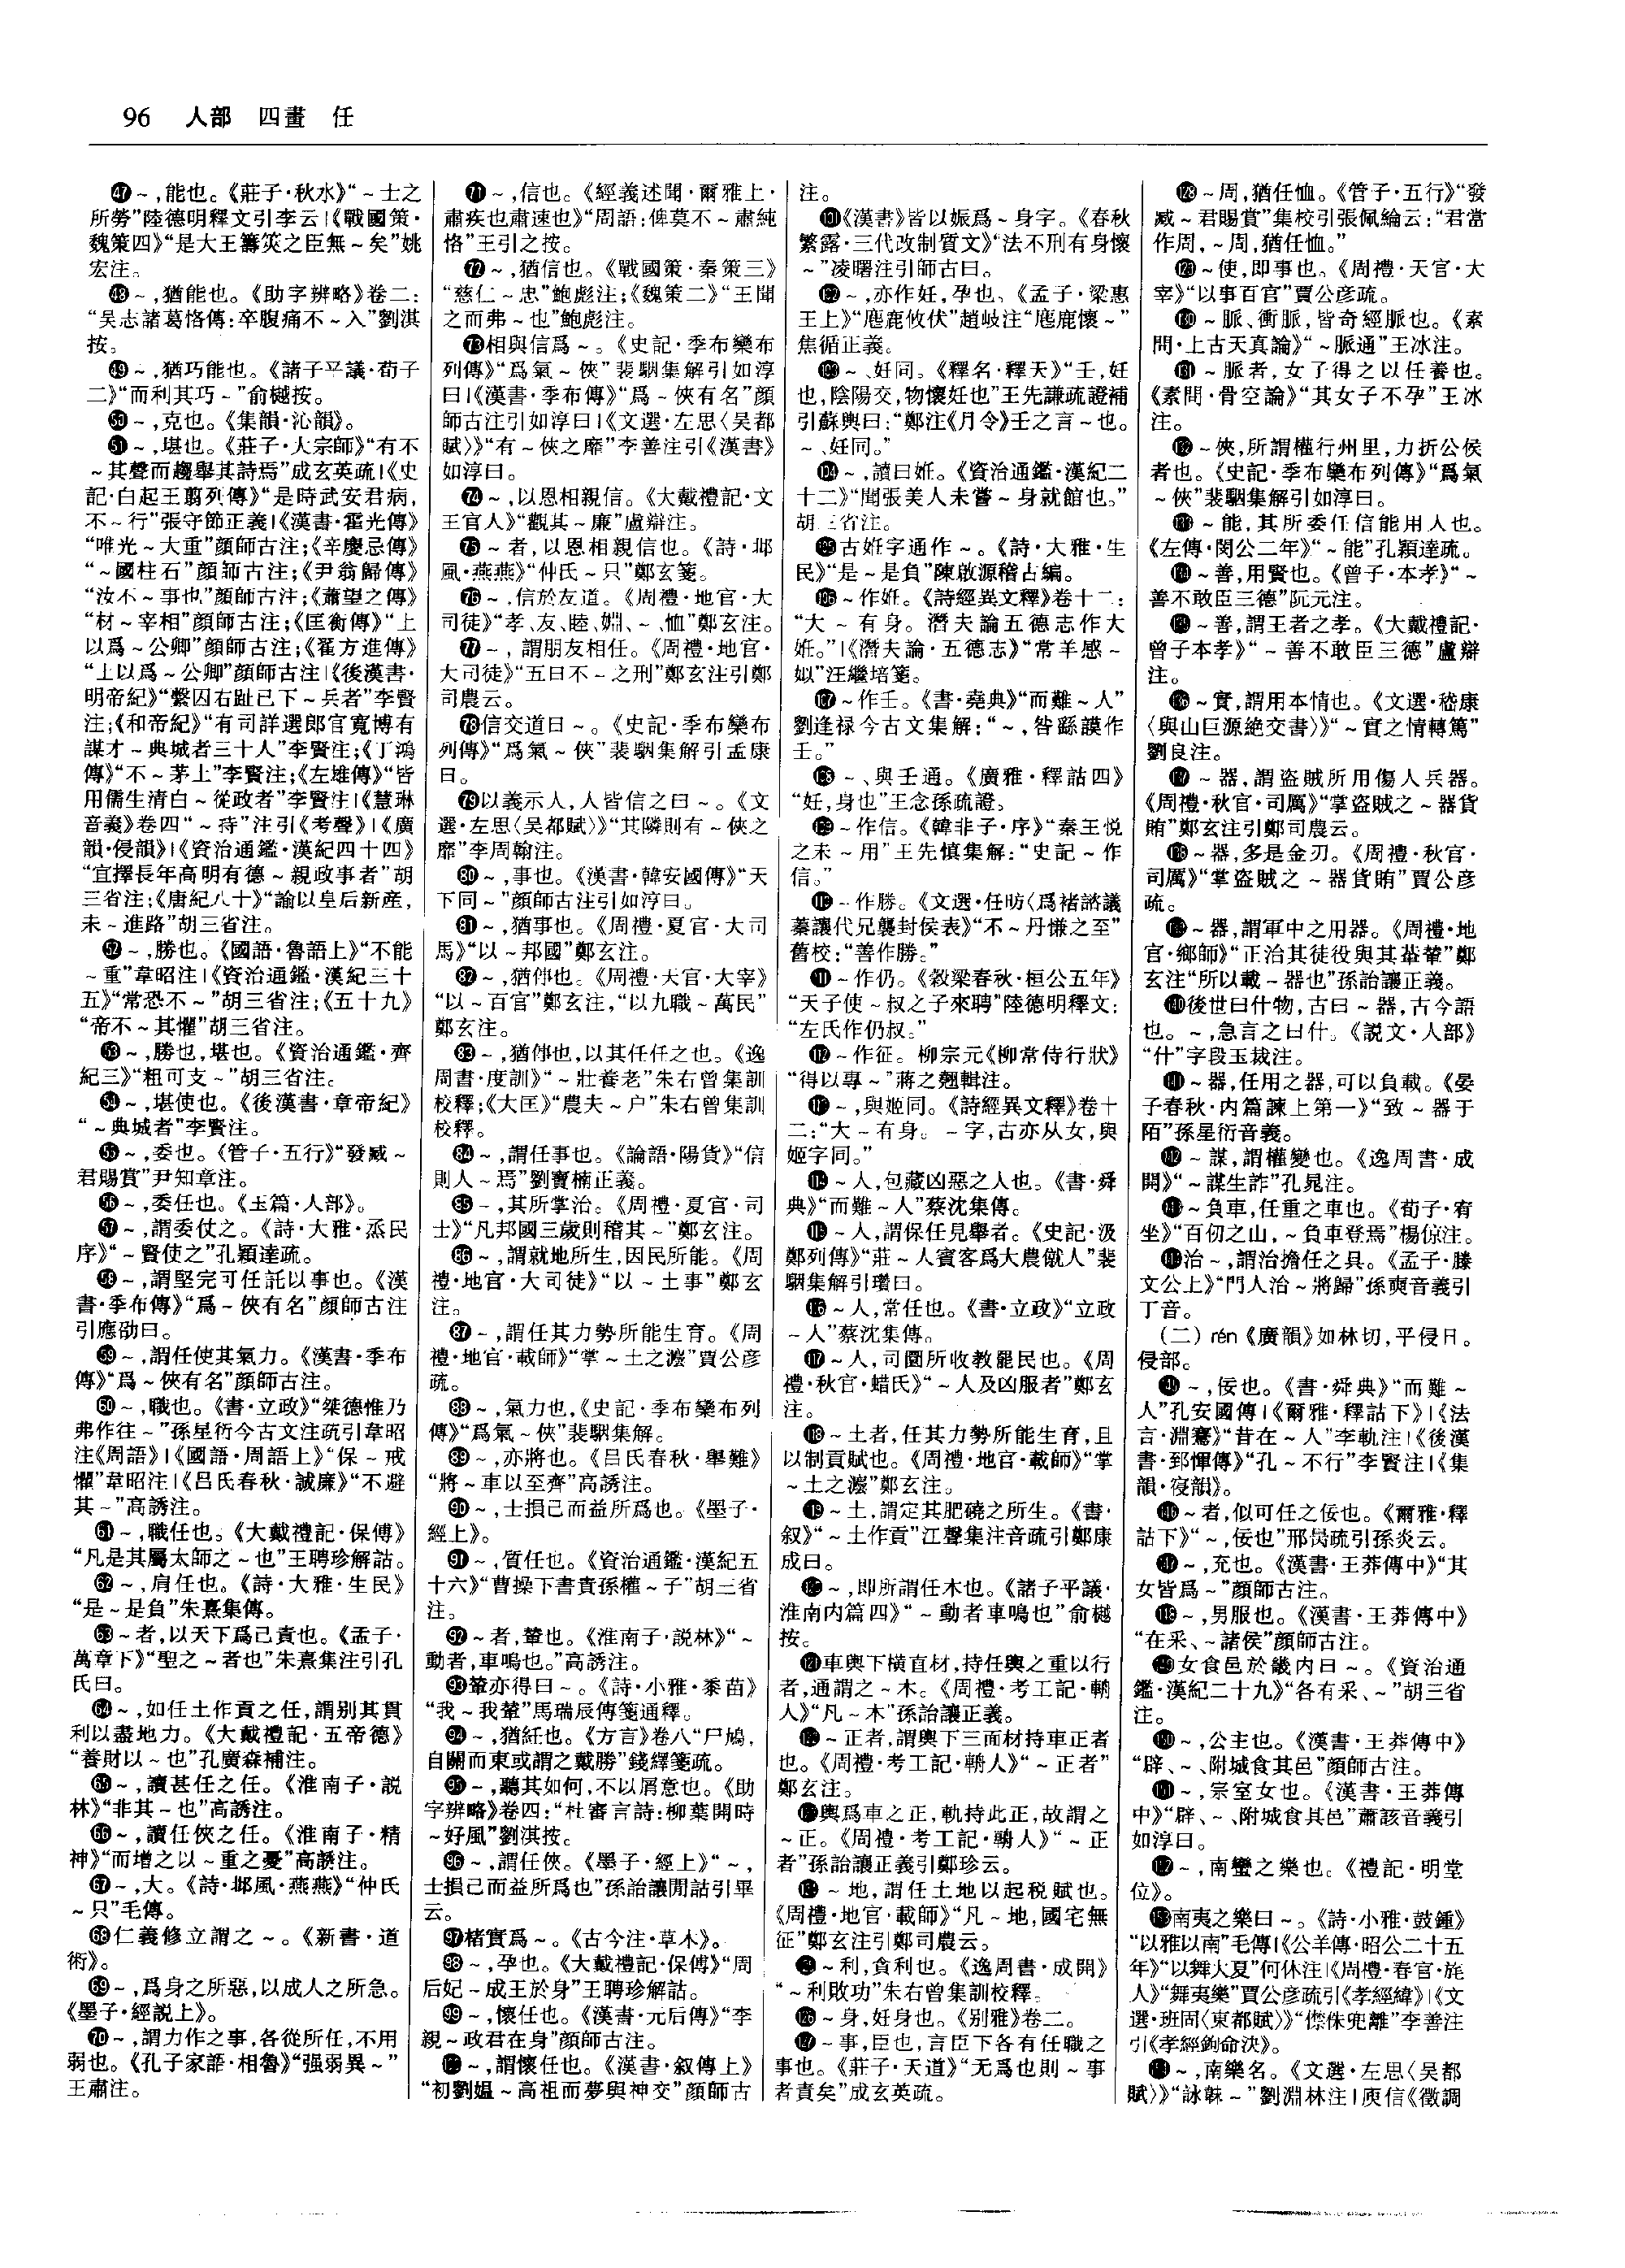 96 人部 四畫 任
㊼～,能也。《莊子·秋水》“～士之
所勞”陸德明釋文引李云|《戰國策·
魏策四》“是大王籌筴之臣無～矣”姚
宏注。
㊽～,猶能也。《助字辨略》卷二:
“吴志諸葛恪傳:卒腹痛不～入”劉淇
按。
㊾～,猶巧能也。《諸子平議·荀子
二》“而利其巧～”俞樾按。
㊿～,克也。《集韻·沁韻》。
51～,堪也。《莊子·大宗師》“有不
～其聲而趨舉其詩焉”成玄英疏|《史
記·白起王翦列傳》“是時武安君病,
不～行”張守節正義|《漢書·霍光傳》
“唯光～大重”顔師古注;《辛慶忌傳》
“～國柱石”顔師古注;《尹翁歸傳》
“汝不～事也”顔師古注;《蕭望之傳》
“材～宰相”顔師古注;《匡衡傳》“上
以爲～公卿”顔師古注;《翟方進傳》
“上以爲～公卿”顔師古注|《後漢書·
明帝紀》“繫囚右趾已下～兵者”李賢
注;《和帝紀》“有司詳選郎官寬博有
謀才～典城者三十人”李賢注;《丁鴻
傳》“不～茅土”李賢注;《左雄傳》“皆
用儒生清白～從政者”李賢注|《慧琳
音義》卷四“～持”注引《考聲》|《廣
韻·侵韻》|《資治通鑑·漢紀四十四》
“宜擇長年高明有德～親政事者”胡
三省注;《唐紀八十》“諭以皇后新産,
未～進路”胡三省注。
52～,勝也。《國語·魯語上》“不能
～重”韋昭注|《資治通鑑·漢紀三十
五》“常恐不～”胡三省注;《五十九》
“帝不～其懼”胡三省注。
53～,勝也,堪也。《資治通鑑·齊
紀三》“粗可支～”胡三省注。
54～,堪使也。《後漢書·章帝紀》
“～典城者”李賢注。
55～,委也。《管子·五行》“發臧～
君賜賞”尹知章注。
56～,委任也。《玉篇·人部》。
57～,謂委仗之。《詩·大雅·烝民
序》“～賢使之”孔穎達疏。
58～,謂堅完可任託以事也。《漢
書·季布傳》“爲～俠有名”顔師古注
引應劭曰。
59～,謂任使其氣力。《漢書·季布
傳》“爲～俠有名”顔師古注。
60～,職也。《書·立政》“桀德惟乃
弗作往～”孫星衍今古文注疏引韋昭
注《周語》|《國語·周語上》“保～戒
懼”韋昭注|《吕氏春秋·誠廉》“不避
其～”高誘注。
61～,職任也。《大戴禮記·保傅》
“凡是其屬太師之～也”王聘珍解詁。
62～,肩任也。《詩·大雅·生民》
“是～是負”朱熹集傳。
63～者,以天下爲己責也。《孟子·
萬章下》“聖之～者也”朱熹集注引孔
氏曰。
64～,如任土作貢之任,謂别其貫
利以盡地力。《大戴禮記·五帝德》
“養財以～也”孔廣森補注。
65～,讀甚任之任。《淮南子·説
林》“非其～也”高誘注。
66～,讀任俠之任。《淮南子·精
神》“而增之以～重之憂”高誘注。
67～,大。《詩·邶風·燕燕》“仲氏
～只”毛傳。
68仁義修立謂之～。《新書·道
術》。
69～,爲身之所惡,以成人之所急。
《墨子·經説上》。
70～,謂力作之事,各從所任,不用
弱也。《孔子家語·相魯》“强弱異～”
王肅注。
71～,信也。《經義述聞·爾雅上·
肅疾也肅速也》“周語:俾莫不～肅純
恪”王引之按。
72～,猶信也。《戰國策·秦策三》
“慈仁～忠”鮑彪注;《魏策二》“王聞
之而弗～也”鮑彪注。
73相與信爲～。《史記·季布欒布
列傳》“爲氣～俠”裴駰集解引如淳
曰|《漢書·季布傳》“爲～俠有名”顔
師古注引如淳曰|《文選·左思〈吴都
賦〉》“有～俠之靡”李善注引《漢書》
如淳曰。
74～,以恩相親信。《大戴禮記·文
王官人》“觀其～廉”盧辯注。
75～者,以恩相親信也。《詩·邶
風·燕燕》“仲氏～只”鄭玄箋。
76～,信於友道。《周禮·地官·大
司徒》“孝、友、睦、婣、～、恤”鄭玄注。
77～,謂朋友相任。《周禮·地官·
大司徒》“五曰不～之刑”鄭玄注引鄭
司農云。
78信交道曰～。《史記·季布欒布
列傳》“爲氣～俠”裴駰集解引孟康
曰。
79以義示人,人皆信之曰～。《文
選·左思〈吴都賦〉》“其隣則有～俠之
靡”李周翰注。
80～,事也。《漢書·韓安國傳》“天
下同～”顔師古注引如淳曰。
81～,猶事也。《周禮·夏官·大司
馬》“以～邦國”鄭玄注。
82～,猶倳也。《周禮·大官·大宰》
“以～百官”鄭玄注,“以九職～萬民”
鄭玄注。
83～,猶倳也,以其任任之也。《逸
周書·度訓》“～壯養老”朱右曾集訓
校釋;《大匡》“農夫～户”朱右曾集訓
校釋。
84～,謂任事也。《論語·陽貨》“信
則人～焉”劉寶楠正義。
85～,其所掌治。《周禮·夏官·司
士》“凡邦國三歲則稽其～”鄭玄注。
86～,謂就地所生,因民所能。《周
禮·地官·大司徒》“以～土事”鄭玄
注。
87～,謂任其力勢所能生育。《周
禮·地官·載師》“掌～土之灋”賈公彦
疏。
88～,氣力也,《史記·季布欒布列
傳》“爲氣～俠”裴駰集解。
89～,亦將也。《吕氏春秋·舉難》
“將～車以至齊”高誘注。
90～,士損己而益所爲也。《墨子·
經上》。
91～,質任也。《資治通鑑·漢紀五
十六》“曹操下書責孫權～子”胡三省
注。
92～者,輦也。《淮南子·説林》“～
動者,車鳴也。”高誘注。
93輦亦得曰～。《詩·小雅·黍苗》
“我～我輦”馬瑞辰傳箋通釋。
94～,猶紝也。《方言》卷八“尸鳩,
自關而東或謂之戴勝”錢繹箋疏。
95～,聽其如何,不以屑意也。《助
字辨略》卷四:“杜審言詩:柳葉開時
～好風”劉淇按。
96～,謂任俠。《墨子·經上》“～,
士損己而益所爲也”孫詒讓閒詁引畢
云。
97楮實爲～。《古今注·草木》。
98～,孕也。《大戴禮記·保傅》“周
后妃～成王於身”王聘珍解詁。
99～,懷任也。《漢書·元后傳》“李
親～政君在身”顔師古注。
100～,謂懷任也。《漢書·叙傳上》
“初劉媪～高祖而夢與神交”顔師古
注。
101《漢書》皆以娠爲～身字。《春秋
繁露·三代改制質文》“法不刑有身懷
～”凌曙注引師古曰。
102～,亦作妊,孕也、《孟子·梁惠
王上》“麀鹿攸伏”趙岐注“麀鹿懷～”
焦循正義。
103～、妊同。《釋名·釋天》“壬,妊
也,陰陽交,物懷妊也”王先謙疏證補
引蘇輿曰:“鄭注《月令》壬之言～也。
～、妊同。”
104～,讀曰妊。《資治通鑑·漢紀二
十二》“聞張美人未嘗～身就館也。”
胡三省注。
105古妊字通作～。《詩·大雅·生
民》“是～是負”陳啟源稽古編。
106～作妊。《詩經異文釋》卷十二:
“大～有身。潛夫論五德志作大
妊。”|《潛夫論·五德志》“常羊感～
姒”汪繼培箋。
107～作壬。《書·堯典》“而難～人”
劉逢禄今古文集解:“～,咎繇謨作
壬。”
108～、與壬通。《廣雅·釋詁四》
“妊,身也”王念孫疏證。
109～作信。《韓非子·序》“秦王悦
之未～用”王先慎集解:“史記～作
信。”
110～作勝。《文選·任昉〈爲褚諮議
蓁讓代兄襲封侯表》“不～丹慊之至”
舊校:“善作勝。”
111～作仍。《穀梁春秋·桓公五年》
“天子使～叔之子來聘”陸德明釋文:
“左氏作仍叔。”
112～作征。柳宗元《柳常侍行狀》
“得以專～”蔣之翹輯注。
113～,與姬同。《詩經異文釋》卷十
二:“大～有身。～字,古亦从女,與
姬字同。”
114～人,包藏凶惡之人也。《書·舜
典》“而難～人”蔡沈集傳。
115～人,謂保任見舉者。《史記·汲
鄭列傳》“莊～人賓客爲大農僦人”裴
駰集解引瓚曰。
116～人,常任也。《書·立政》“立政
～人”蔡沈集傳。
117～人,司圜所收教罷民也。《周
禮·秋官·蜡氏》“～人及凶服者”鄭玄
注。
118～土者,任其力勢所能生育,且
以制貢賦也。《周禮·地官·載師》“掌
～土之灋”鄭玄注。
119～土,謂定其肥磽之所生。《書·
叙》“～土作貢”江聲集注音疏引鄭康
成曰。
120～,即所謂任木也。《諸子平議·
淮南内篇四》“～動者車鳴也”俞樾
按。
121車輿下横直材,持任輿之重以行
者,通謂之～木。《周禮·考工記·輈
人》“凡～木”孫詒讓正義。
122～正者,謂輿下三面材持車正者
也。《周禮·考工記·輈人》“～正者”
鄭玄注。
123輿爲車之正,軓持此正,故謂之
～正。《周禮·考工記·輈人》“～正
者”孫詒讓正義引鄭珍云。
124～地,謂任土地以起税賦也。
《周禮·地官·載師》“凡～地,國宅無
征”鄭玄注引鄭司農云。
125～利,貪利也。《逸周書·成開》
“～利敗功”朱右曾集訓校釋。
126～身,妊身也。《别雅》卷二。
127～事,臣也,言臣下各有任職之
事也。《莊子·天道》“无爲也則～事
者責矣”成玄英疏。
128～周,猶任恤。《管子·五行》“發
臧～君賜賞”集校引張佩綸云:“君當
作周,～周,猶任恤。”
129～使,即事也。《周禮·天官·大
宰》“以事百官”賈公彦疏。
130～脈、衝脈,皆奇經脈也。《素
問·上古天真論》“～脈通”王冰注。
131～脈者,女子得之以任養也。
《素問·骨空論》“其女子不孕”王冰
注。
132～俠,所謂權行州里,力折公侯
者也。《史記·季布欒布列傳》“爲氣
～俠”裴駰集解引如淳曰。
133～能,其所委任信能用人也。
《左傳·閔公二年》“～能”孔穎達疏。
134～善,用賢也。《曾子·本孝》“～
善不敢臣三德”阮元注。
135～善,謂王者之孝。《大戴禮記·
曾子本孝》“～善不敢臣三德”盧辯
注。
136～實,謂用本情也。《文選·嵇康
〈與山巨源絶交書〉》“～實之情轉篤”
劉良注。
137～器,謂盜賊所用傷人兵器。
《周禮·秋官·司厲》“掌盜賊之～器貨
賄”鄭玄注引鄭司農云。
138～器,多是金刃。《周禮·秋官·
司厲》“掌盜賊之～器貨賄”賈公彦
疏。
139～器,謂軍中之用器。《周禮·地
官·鄉師》“正治其徒役與其輂輦”鄭
玄注“所以載～器也”孫詒讓正義。
140後世曰什物,古曰～器,古今語
也。～,急言之曰什。《説文·人部》
“什”字段玉裁注。
141～器,任用之器,可以負載。《晏
子春秋·内篇諫上第一》“致～器于
陌”孫星衍音義。
142～謀,謂權變也。《逸周書·成
開》“～謀生詐”孔晁注。
143～負車,任重之車也。《荀子·宥
坐》“百仞之山,～負車登焉”楊倞注。
144治～,謂治擔任之具。《孟子·滕
文公上》“門人治～將歸”孫奭音義引
丁音。
(二) rén《廣韻》如林切,平侵日。
侵部。
145～,佞也。《書·舜典》“而難～
人”孔安國傳|《爾雅·釋詁下》|《法
言·淵騫》“昔在～人”李軌注|《後漢
書·郅惲傳》“孔～不行”李賢注|《集
韻·寑韻》。
146～者,似可任之佞也。《爾雅·釋
詁下》“～,佞也”邢昺疏引孫炎云。
147～,充也。《漢書·王莽傳中》“其
女皆爲～”顔師古注。
148～,男服也。《漢書·王莽傳中》
“在采、～諸侯”顔師古注。
149女食邑於畿内曰～。《資治通
鑑·漢紀二十九》“各有采、～”胡三省
注。
150～,公主也。《漢書·王莽傳中》
“辟、～、附城食其邑”顔師古注。
151～,宗室女也。《漢書·王莽傳
中》“辟、～、附城食其邑”蕭該音義引
如淳曰。
152～,南蠻之樂也。《禮記·明堂
位》。
153南夷之樂曰～。《詩·小雅·鼓鍾》
“以雅以南”毛傳|《公羊傳·昭公二十五
年》“以舞大夏”何休注|《周禮·春官·旄
人》“舞夷樂”賈公彦疏引《孝經緯》|《文
選·班固〈東都賦〉》“僸侏兜離”李善注
引《孝經鉤命決》。
154～,南樂名。《文選·左思〈吴都
賦〉》“詠韎～”劉淵林注|庾信《徵調